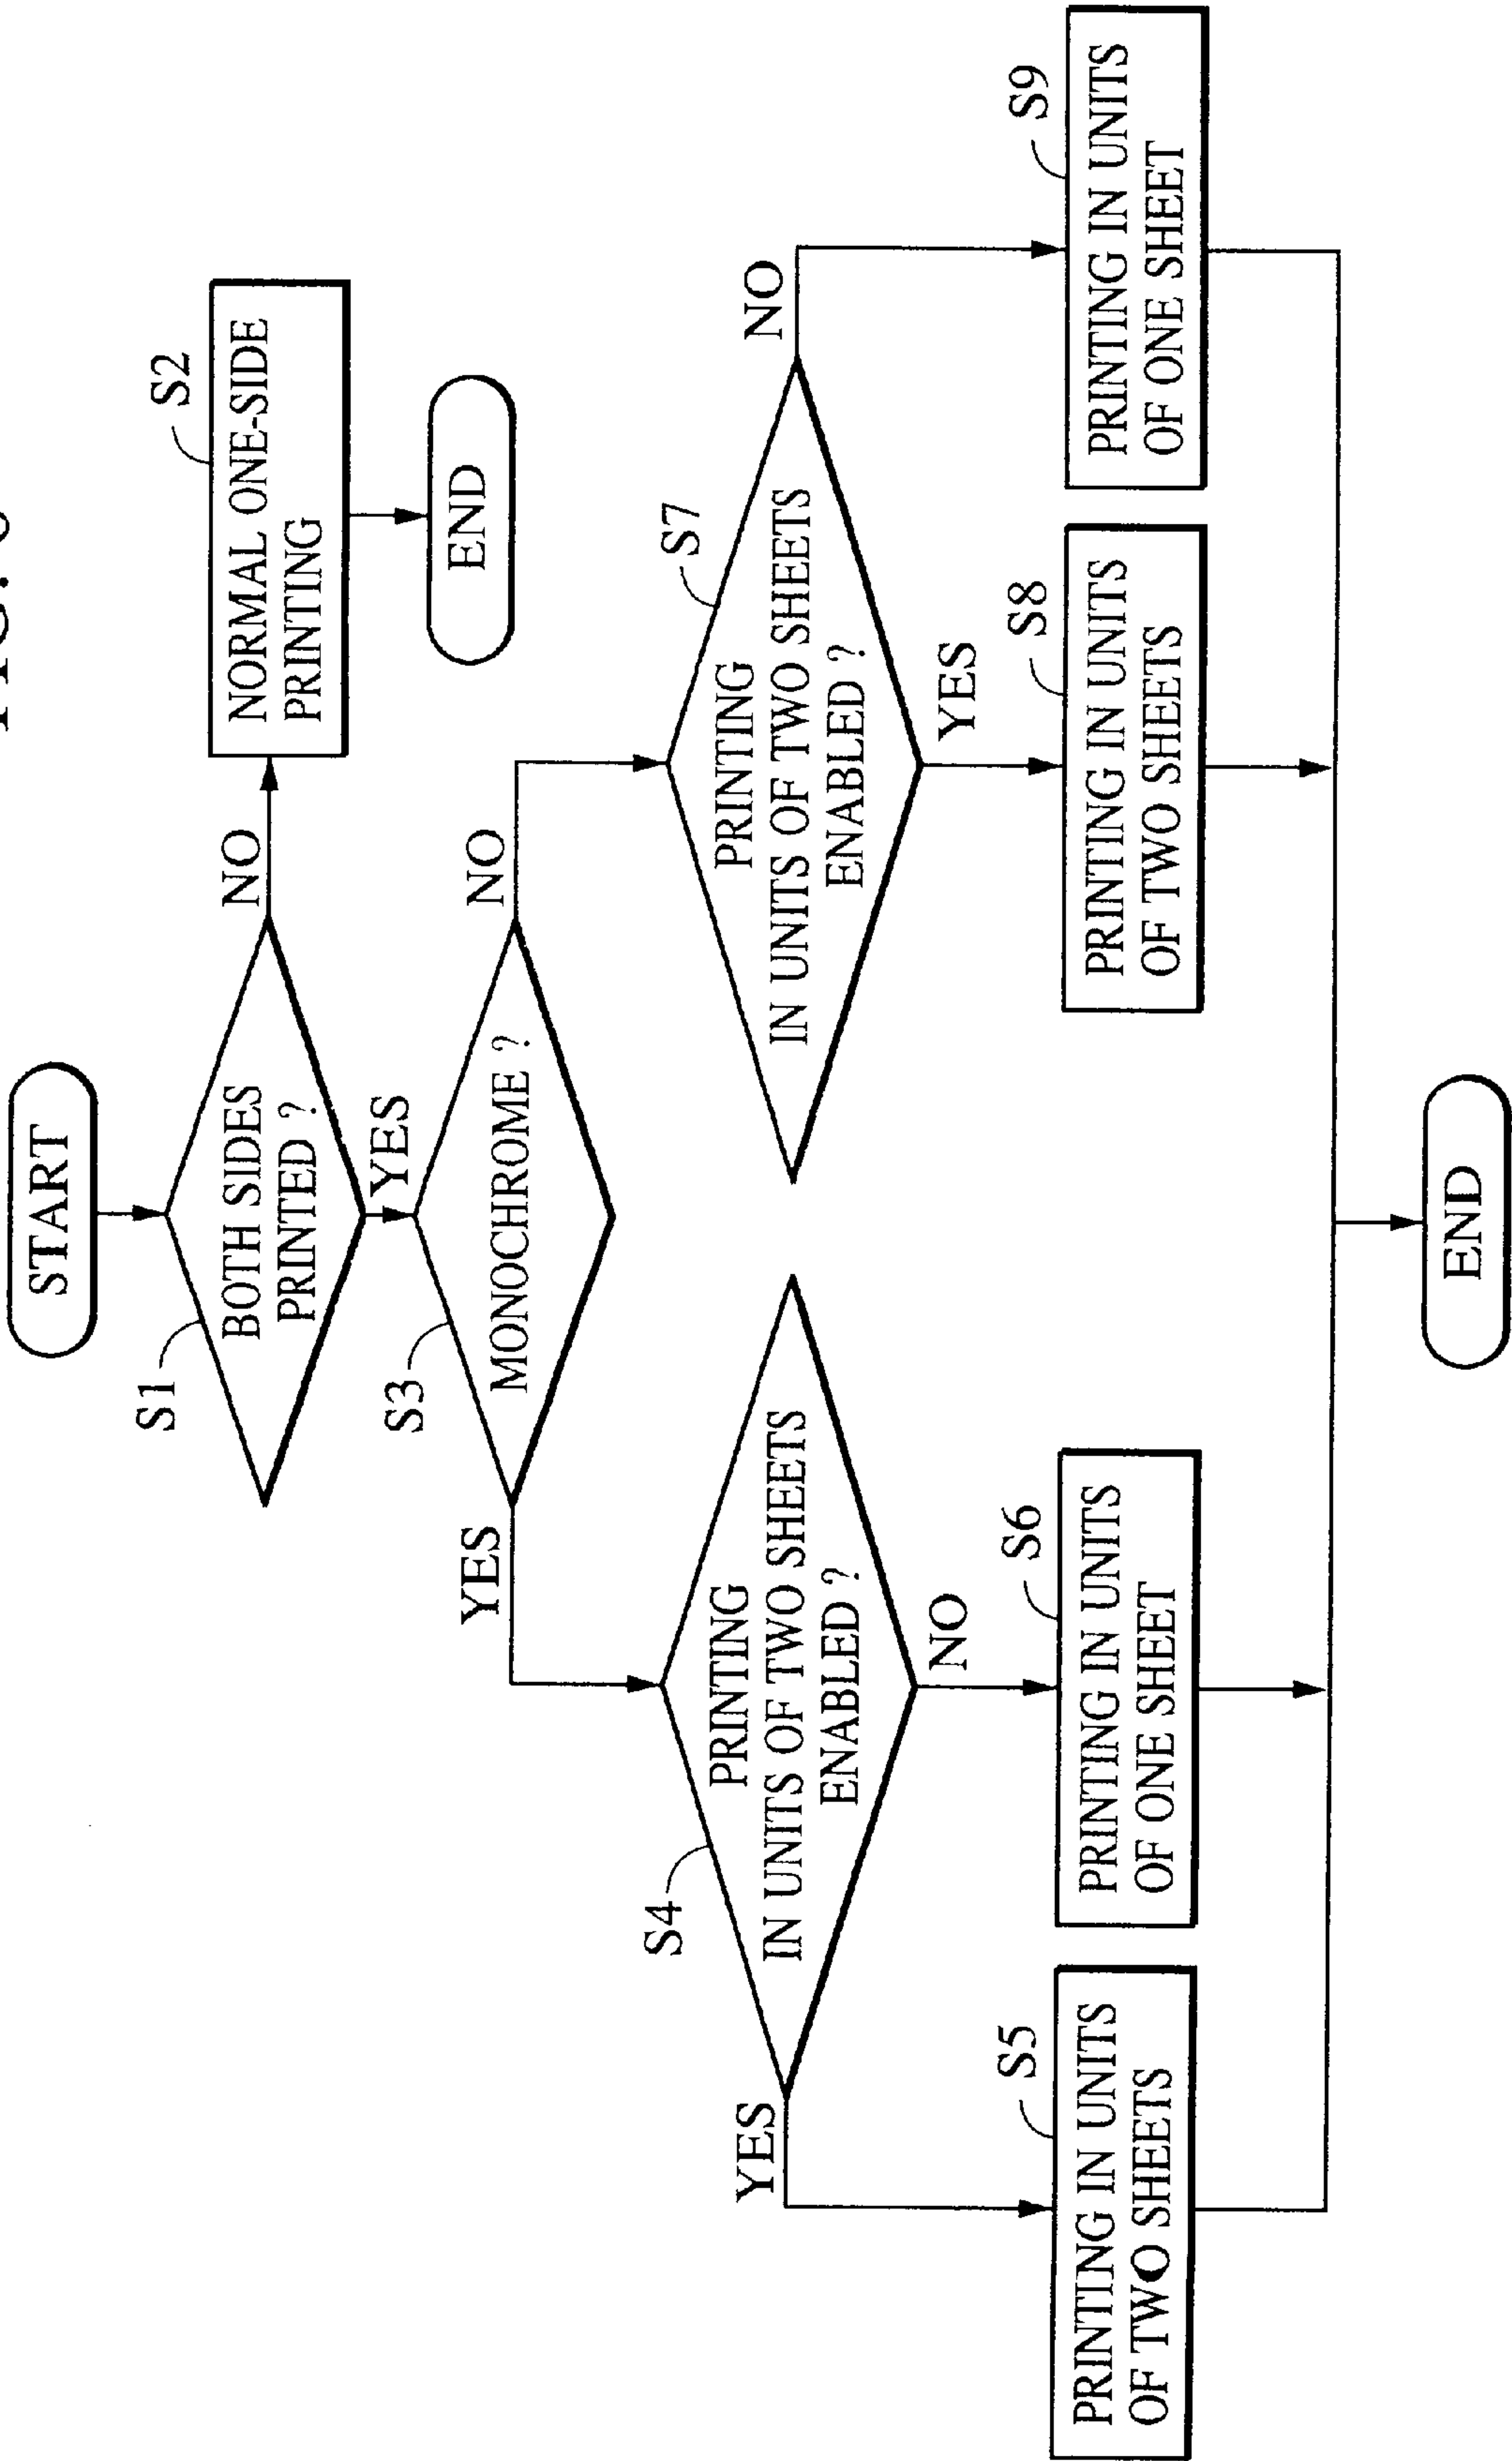 START
S1
BOTH SIDES
PRINTED ?
NO
S2
NORMAL ONE-SIDE
PRINTING
END
YES
S3
MONOCHROME ?
YES
NO
S4
PRINTING
IN UNITS OF TWO SHEETS
ENABLED ?
YES
NO
S7
PRINTING
IN UNITS OF TWO SHEETS
ENABLED ?
YES
NO
S5
PRINTING IN UNITS
OF TWO SHEETS
S6
PRINTING IN UNITS
OF ONE SHEET
S8
PRINTING IN UNITS
OF TWO SHEETS
S9
PRINTING IN UNITS
OF ONE SHEET
END